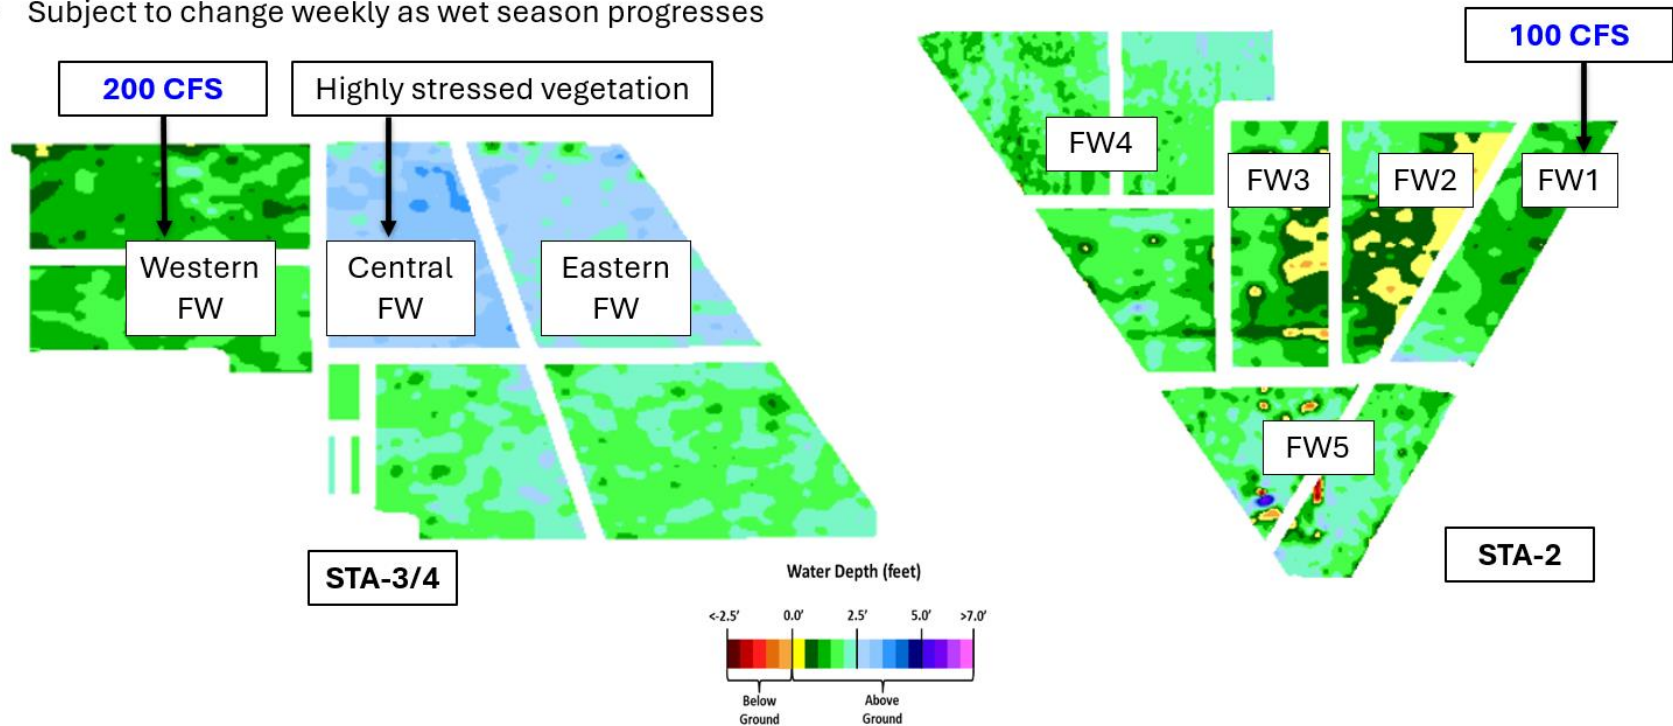 Subject to change weekly as wet season progresses
200 CFS
Highly stressed vegetation
100 CFS
FW4
FW3
FW2
FW1
Western
FW
Central
FW
Eastern
FW
FW5
STA-3/4
STA-2
Water Depth (feet)
<-2.5'
0.0'
2.5'
5.0'
>7.0'
Below
Ground
Above
Ground